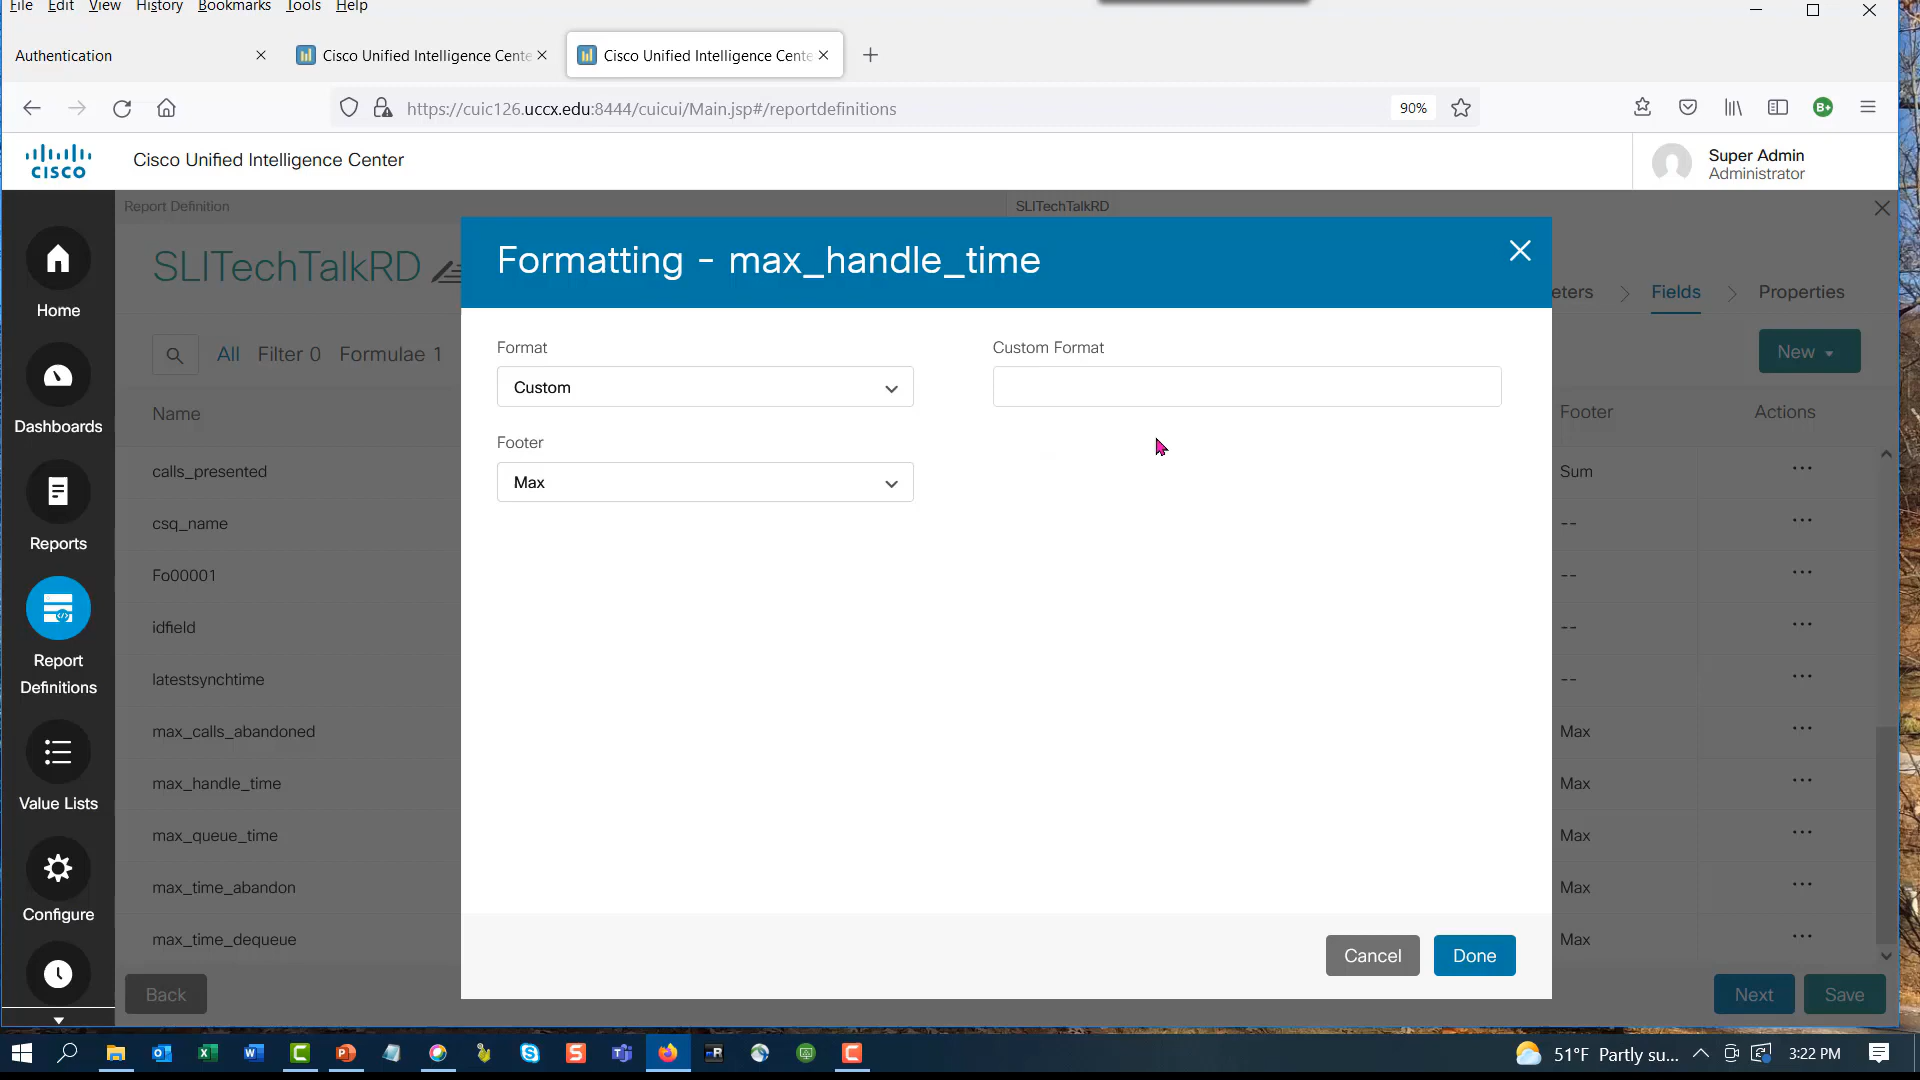 File Edit View History Bookmarks Tools Help
Authentication
Cisco Unified Intelligence Cente
Cisco Unified Intelligence Cente
https://cuic126.uccx.edu:8444/cuicui/Main.jsp#/reportdefinitions
90%
B+
CISCO
Cisco Unified Intelligence Center
Super Admin
Administrator
Report Definition
SLITechTalkRD
SLITechTalkRD
Formatting - max_handle_time
eters
Fields
Properties
Home
All Filter 0 Formulae 1
New
Format
Custom Format
Custom
Name
Footer
Actions
Dashboards
Footer
Max
calls_presented
Sum
csq_name
--
Reports
Fo00001
--
idfield
--
Report
Definitions
latestsynchtime
--
max_calls_abandoned
Max
max_handle_time
Max
Value Lists
max_queue_time
Max
max_time_abandon
Max
Configure
max_time_dequeue
Max
Cancel
Done
Back
Next
Save
51°F Partly su...
3:22 PM